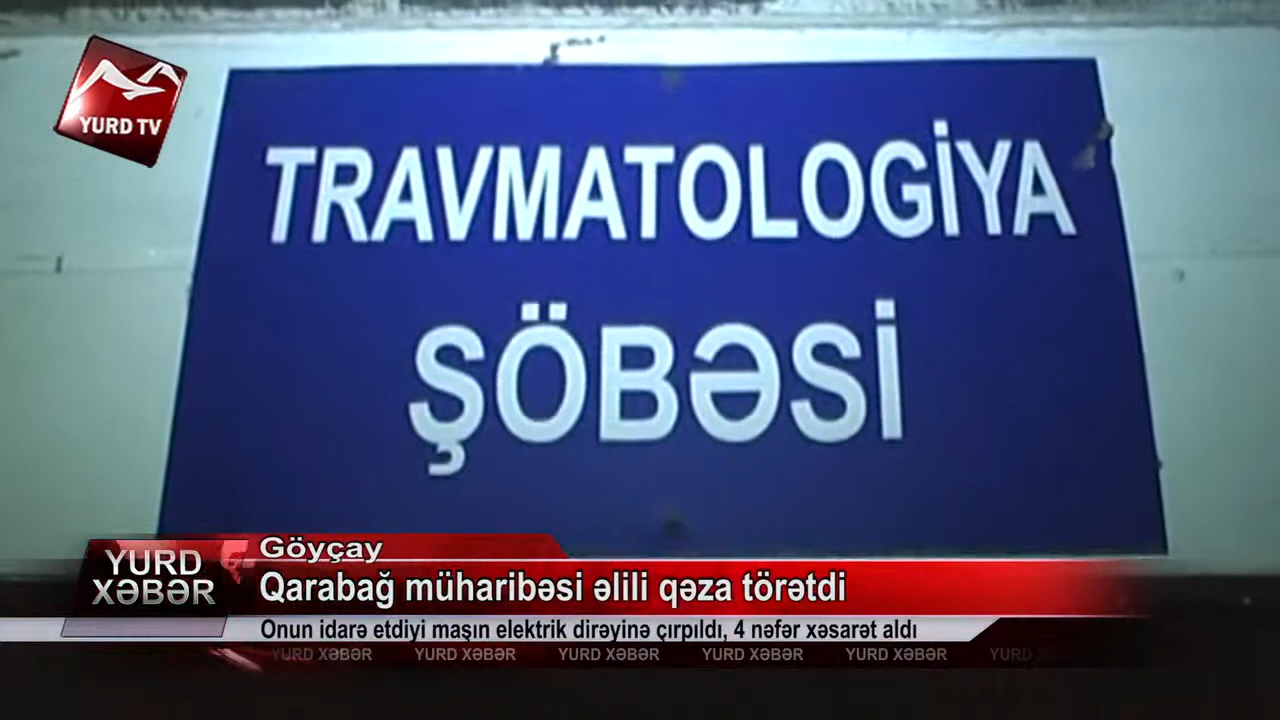 YURD TV
TRAVMATOLOGİYA
ŞÖBƏSİ
YURD
XƏBƏR
Göyçay
Qarabağ müharibəsi əlili qəza törətdi
Onun idarə etdiyi maşın elektrik dirəyinə çırpıldı, 4 nəfər xəsarət aldı
YURD XƏBƏR YURD XƏBƏR YURD XƏBƏR YURD XƏBƏR YURD XƏBƏR YURD